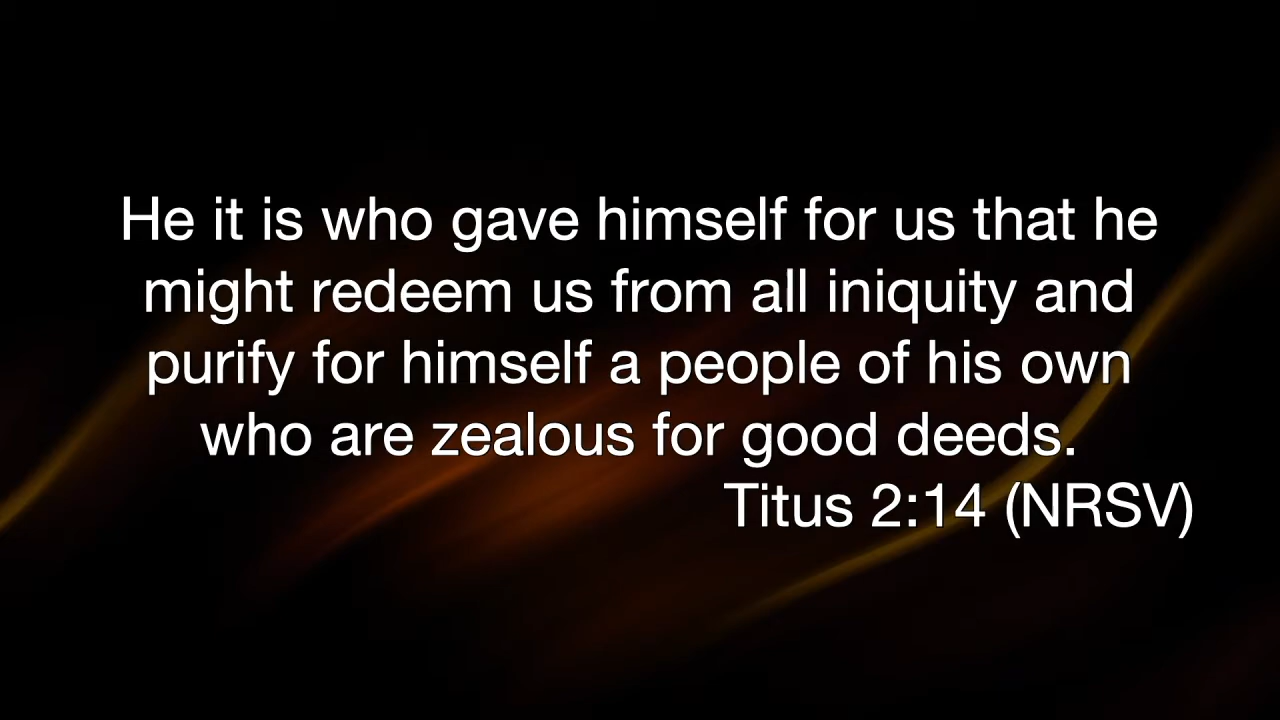 He it is who gave himself for us that he
might redeem us from all iniquity and
purify for himself a people of his own
who are zealous for good deeds.
Titus 2:14 (NRSV)